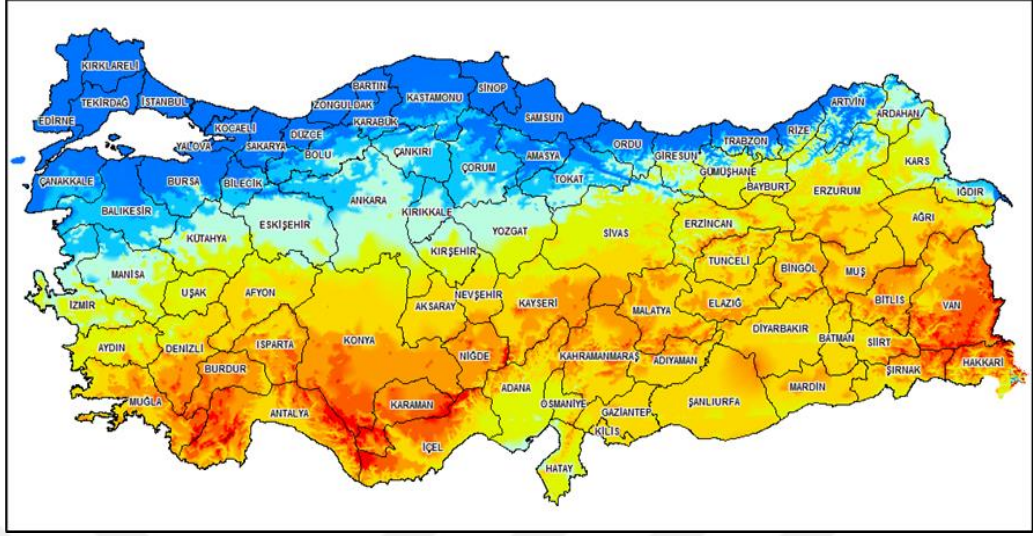 KIRKLARELİ
TEKİRDAĞ
İSTANBUL
EDİRNE
KOCAELİ
YALOVA
SAKARYA
DÜZCE
ZONGULDAK
BARTIN
KARABÜK
KASTAMONU
SİNOP
SAMSUN
BOLU
ÇANKIRI
ÇORUM
AMASYA
TOKAT
ORDU
GİRESUN
TRABZON
RİZE
ARTVİN
ARDAHAN
KARS
IĞDIR
GÜMÜŞHANE
BAYBURT
ERZURUM
AĞRI
ÇANAKKALE
BURSA
BİLECİK
BALIKESİR
KÜTAHYA
ESKİŞEHİR
ANKARA
KIRIKKALE
KIRŞEHİR
YOZGAT
SİVAS
ERZİNCAN
TUNCELİ
BİNGÖL
MUŞ
BİTLİS
VAN
MANİSA
İZMİR
UŞAK
AFYON
AKSARAY
NEVŞEHİR
KAYSERİ
MALATYA
ELAZIĞ
DİYARBAKIR
BATMAN
SİİRT
ŞIRNAK
HAKKARİ
AYDIN
DENİZLİ
ISPARTA
BURDUR
KONYA
NİĞDE
KAHRAMANMARAŞ
ADIYAMAN
MARDİN
MUĞLA
ANTALYA
KARAMAN
İÇEL
ADANA
OSMANİYE
GAZİANTEP
KİLİS
ŞANLIURFA
HATAY